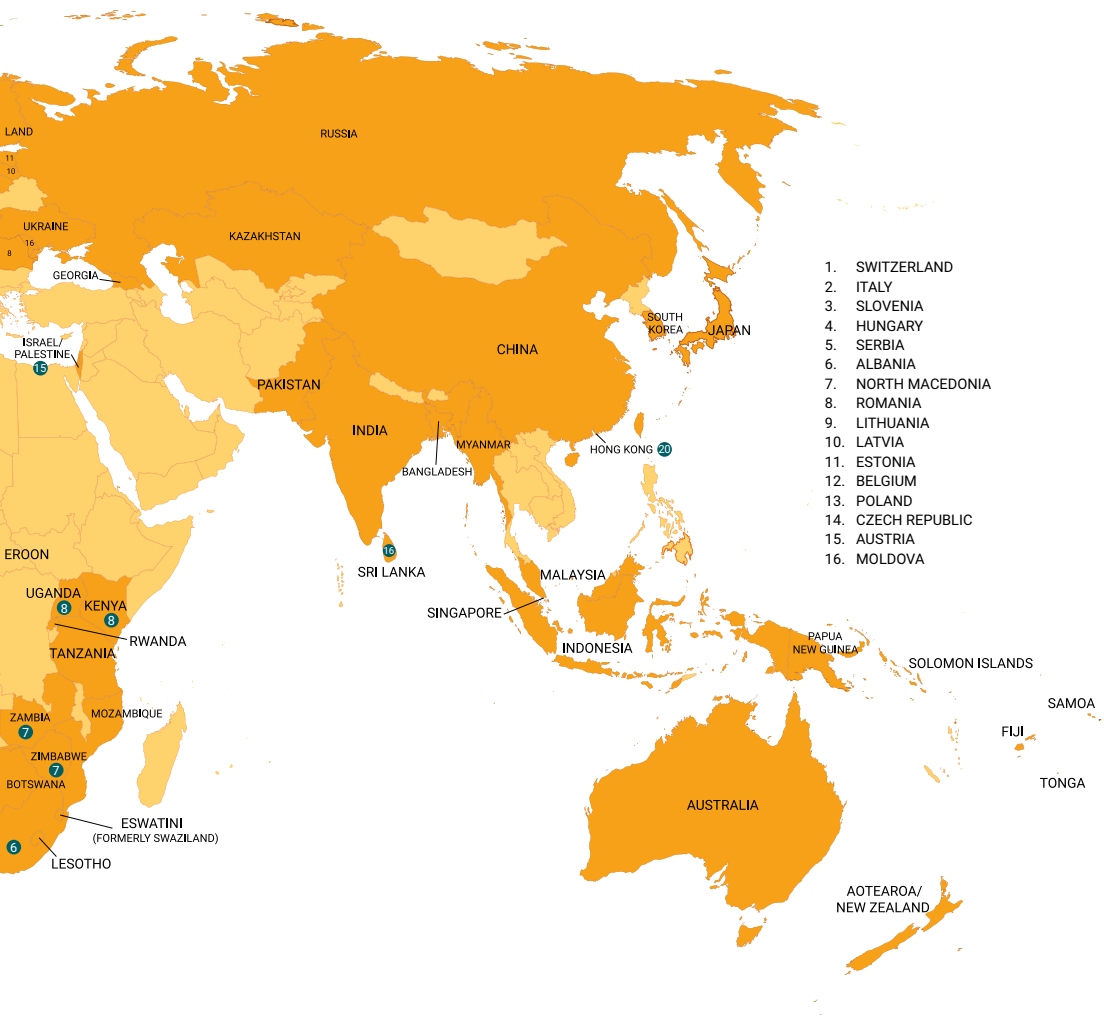 LAND
RUSSIA
11
10
UKRAINE
16
8
KAZAKHSTAN
GEORGIA
SOUTH
KOREA
JAPAN
ISRAEL/
PALESTINE
15
CHINA
PAKISTAN
INDIA
MYANMAR
HONG KONG 20
BANGLADESH
16
SRI LANKA
EROON
MALAYSIA
UGANDA
8
KENYA
8
SINGAPORE
RWANDA
TANZANIA
INDONESIA
PAPUA
NEW GUINEA
SOLOMON ISLANDS
SAMOA
MOZAMBIQUE
ZAMBIA
7
FIJI
ZIMBABWE
7
BOTSWANA
TONGA
AUSTRALIA
ESWATINI
(FORMERLY SWAZILAND)
6
LESOTHO
AOTEAROA/
NEW ZEALAND
1. SWITZERLAND
2. ITALY
3. SLOVENIA
4. HUNGARY
5. SERBIA
6. ALBANIA
7. NORTH MACEDONIA
8. ROMANIA
9. LITHUANIA
10. LATVIA
11. ESTONIA
12. BELGIUM
13. POLAND
14. CZECH REPUBLIC
15. AUSTRIA
16. MOLDOVA